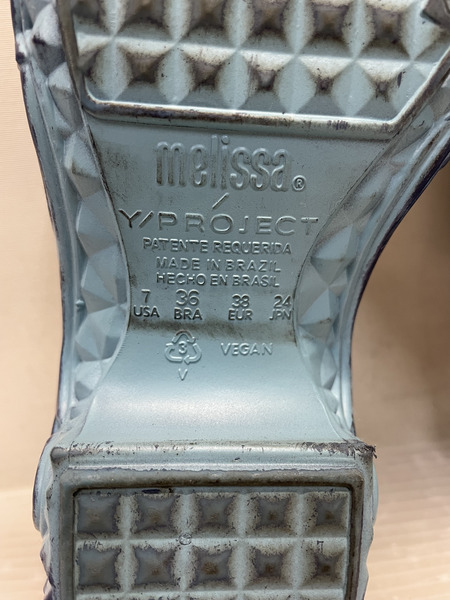 melissa®
/
Y/PROJECT
PATENTE REQUERIDA
MADE IN BRAZIL
HECHO EN BRASIL
7 36 38 24
USA BRA EUR JPN
3 VEGAN
V